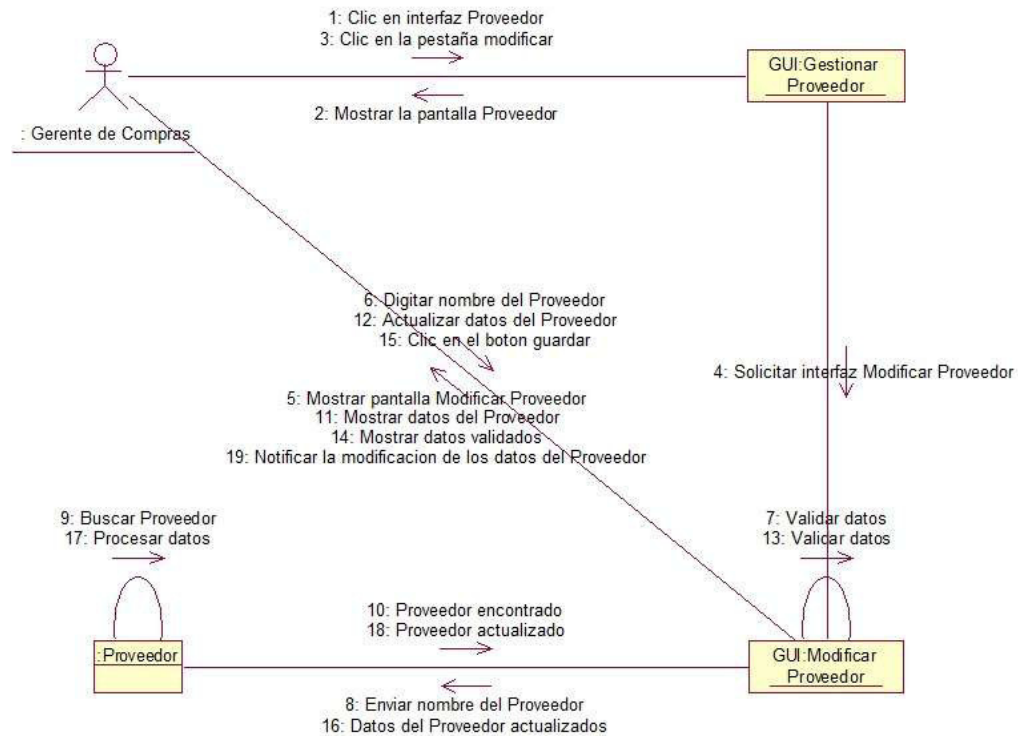 1: Clic en interfaz Proveedor
3: Clic en la pestaña modificar
GUI:Gestionar
Proveedor
2: Mostrar la pantalla Proveedor
: Gerente de Compras
6: Digitar nombre del Proveedor
12: Actualizar datos del Proveedor
15: Clic en el boton guardar
4: Solicitar interfaz Modificar Proveedor
5: Mostrar pantalla Modificar Proveedor
11: Mostrar datos del Proveedor
14: Mostrar datos validados
19: Notificar la modificacion de los datos del Proveedor
9: Buscar Proveedor
17: Procesar datos
7: Validar datos
13: Validar datos
10: Proveedor encontrado
18: Proveedor actualizado
:Proveedor
GUI:Modificar
Proveedor
8: Enviar nombre del Proveedor
16: Datos del Proveedor actualizados